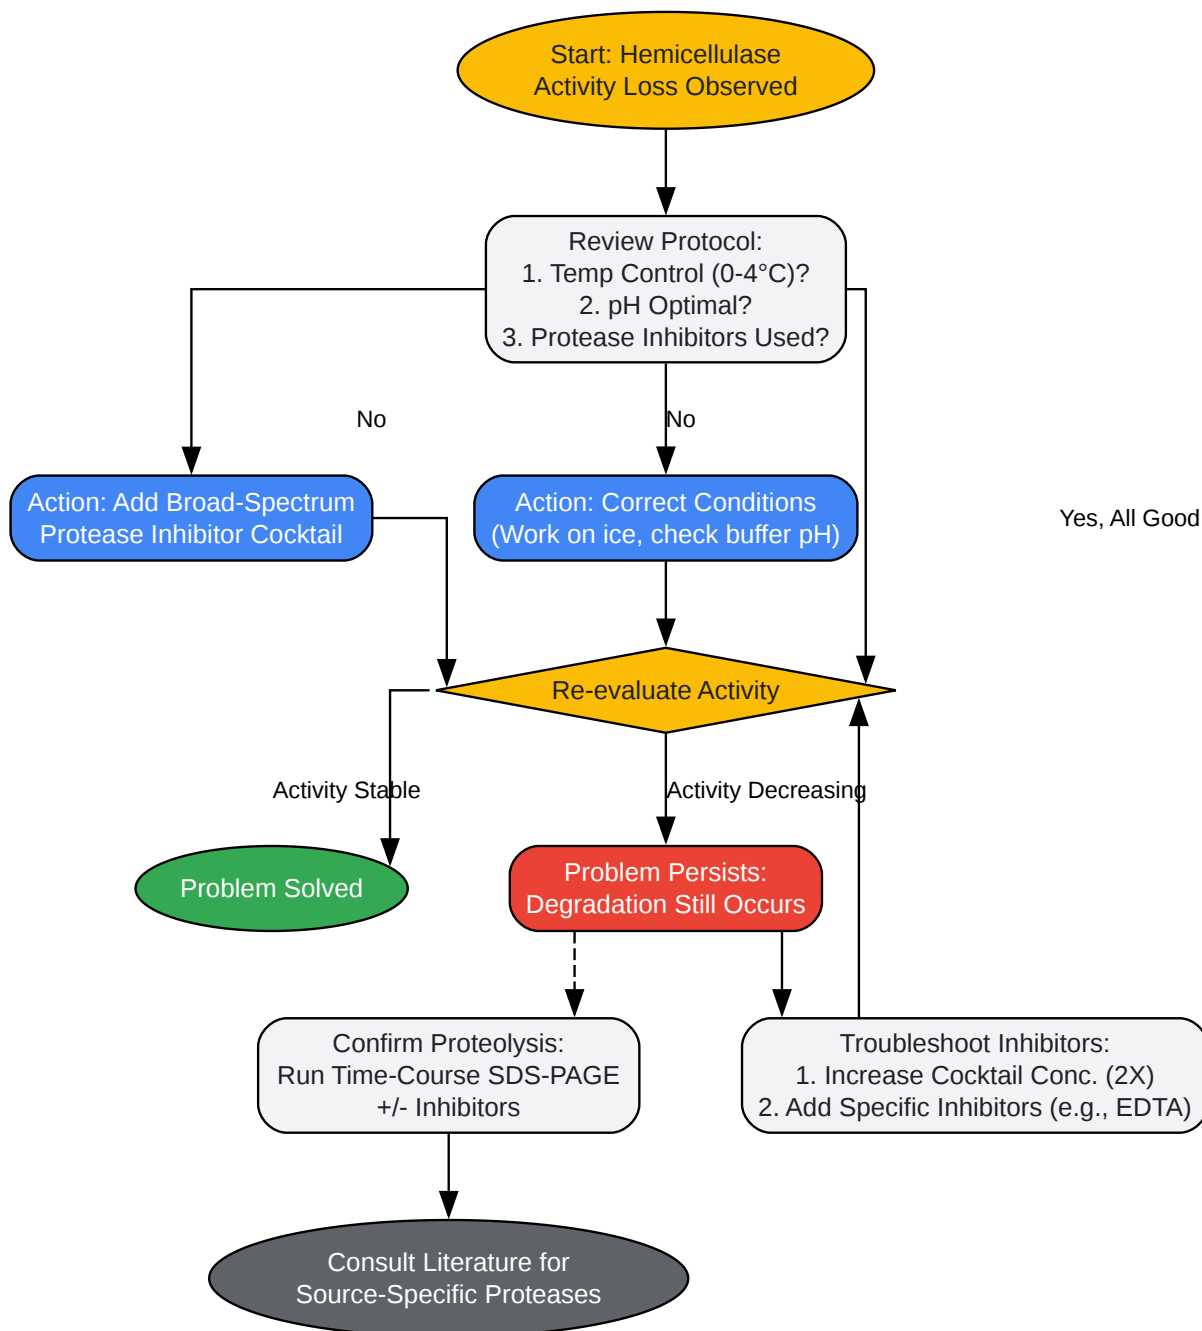 Start: Hemicellulase
Activity Loss Observed
Review Protocol:
1. Temp Control (0-4°C)?
2. pH Optimal?
3. Protease Inhibitors Used?
No
No
Action: Add Broad-Spectrum
Protease Inhibitor Cocktail
Action: Correct Conditions
(Work on ice, check buffer pH)
Yes, All Good
Re-evaluate Activity
Activity Stable
Activity Decreasing
Problem Solved
Problem Persists:
Degradation Still Occurs
Confirm Proteolysis:
Run Time-Course SDS-PAGE
+/- Inhibitors
Troubleshoot Inhibitors:
1. Increase Cocktail Conc. (2X)
2. Add Specific Inhibitors (e.g., EDTA)
Consult Literature for
Source-Specific Proteases